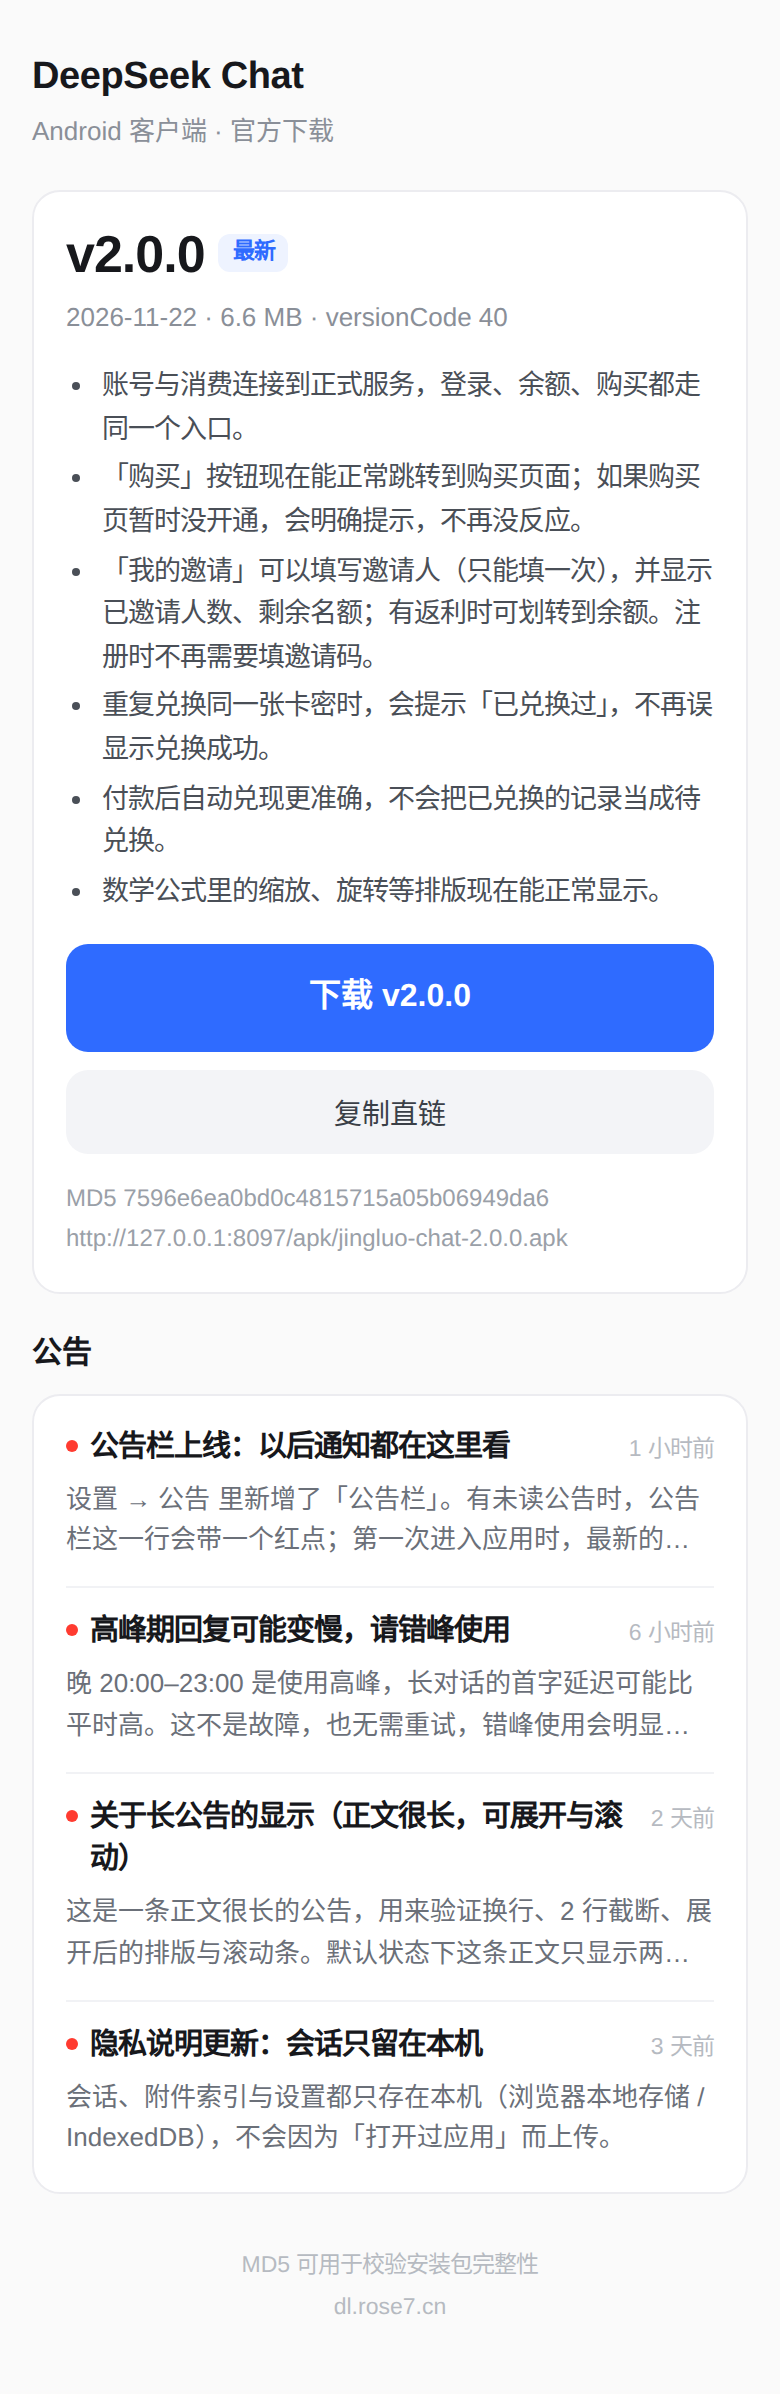 DeepSeek Chat
Android 客户端 · 官方下载
v2.0.0 最新
2026-11-22 · 6.6 MB · versionCode 40
• 账号与消费连接到正式服务，登录、余额、购买都走
同一个入口。
• 「购买」按钮现在能正常跳转到购买页面；如果购买
页暂时没开通，会明确提示，不再没反应。
• 「我的邀请」可以填写邀请人（只能填一次），并显示
已邀请人数、剩余名额；有返利时可划转到余额。注
册时不再需要填邀请码。
• 重复兑换同一张卡密时，会提示「已兑换过」，不再误
显示兑换成功。
• 付款后自动兑现更准确，不会把已兑换的记录当成待
兑换。
• 数学公式里的缩放、旋转等排版现在能正常显示。
下载 v2.0.0
复制直链
MD5 7596e6ea0bd0c4815715a05b06949da6
http://127.0.0.1:8097/apk/jingluo-chat-2.0.0.apk
公告
公告栏上线：以后通知都在这里看 1 小时前
设置 → 公告 里新增了「公告栏」。有未读公告时，公告
栏这一行会带一个红点；第一次进入应用时，最新的…
高峰期回复可能变慢，请错峰使用 6 小时前
晚 20:00–23:00 是使用高峰，长对话的首字延迟可能比
平时高。这不是故障，也无需重试，错峰使用会明显…
关于长公告的显示（正文很长，可展开与滚 2 天前
动）
这是一条正文很长的公告，用来验证换行、2 行截断、展
开后的排版与滚动条。默认状态下这条正文只显示两…
隐私说明更新：会话只留在本机 3 天前
会话、附件索引与设置都只存在本机（浏览器本地存储 /
IndexedDB），不会因为「打开过应用」而上传。
MD5 可用于校验安装包完整性
dl.rose7.cn